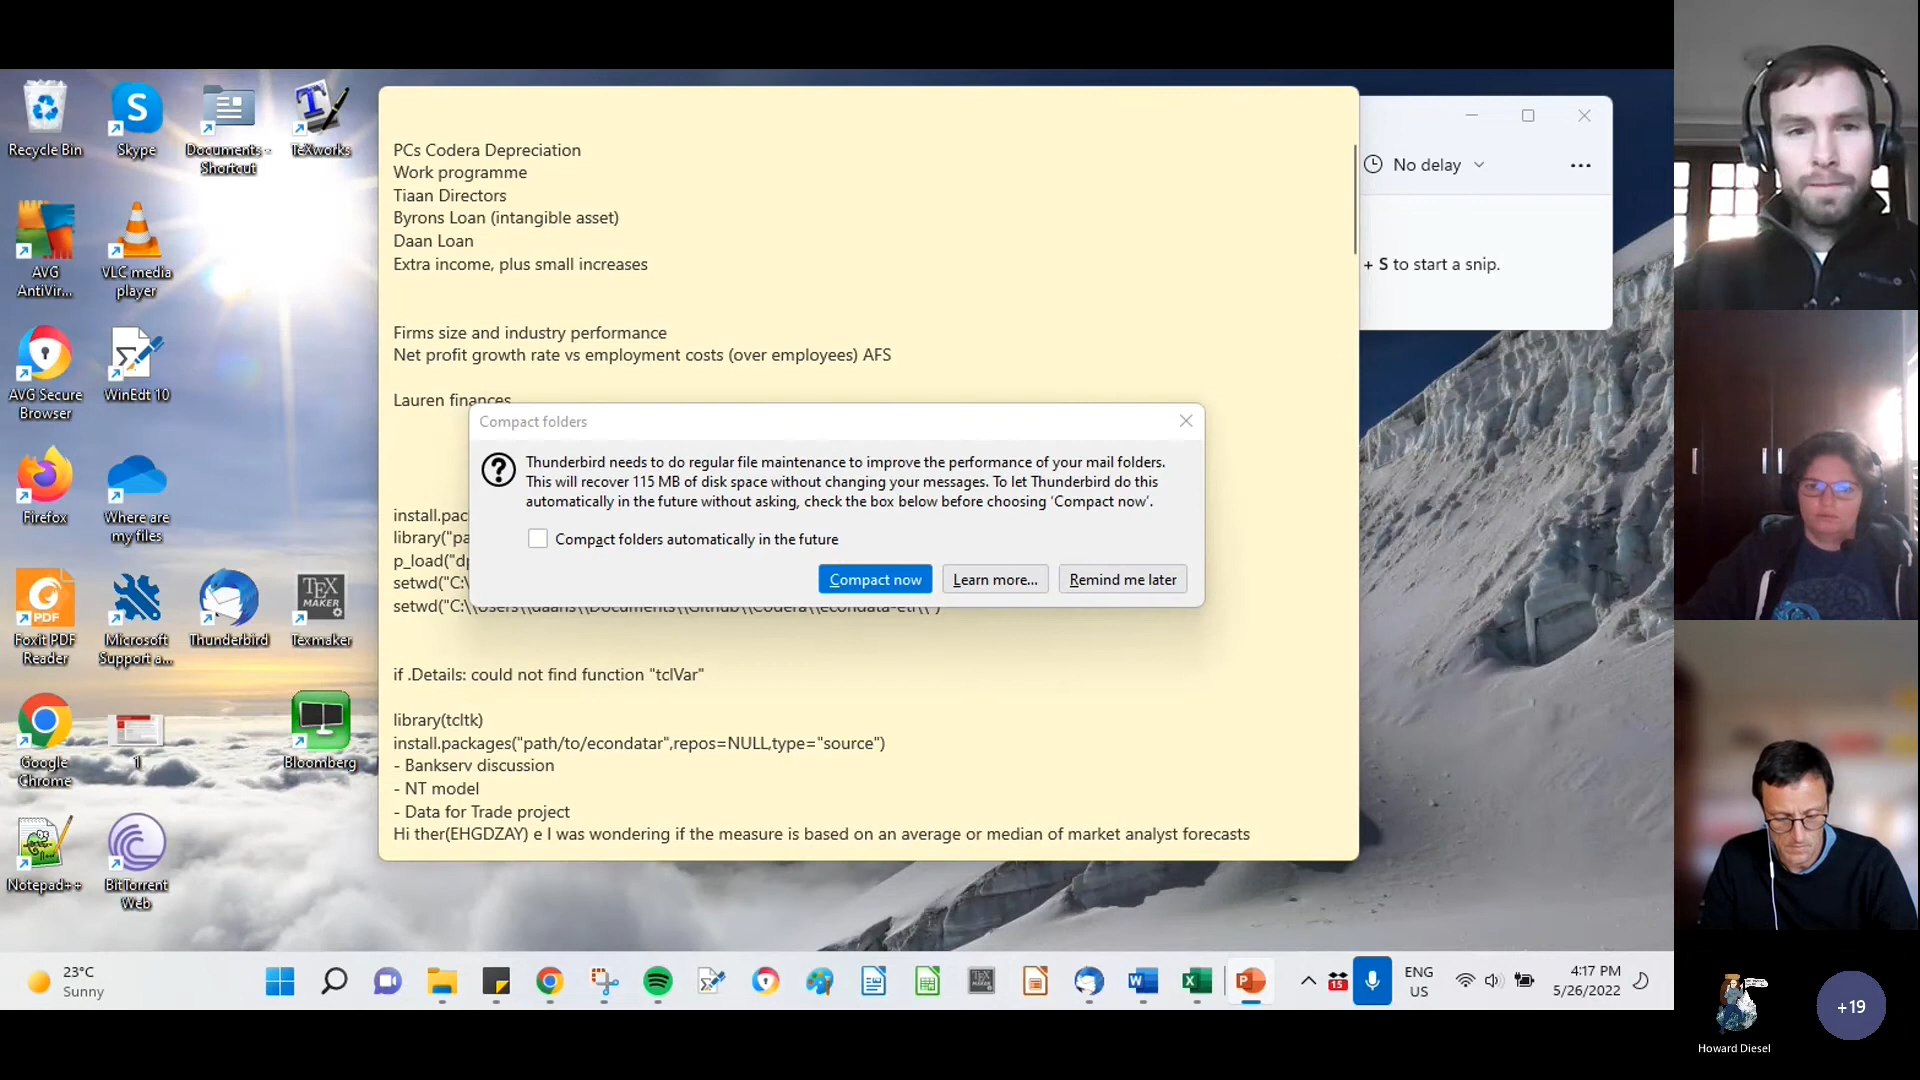 Recycle Bin
Skype
Documents -
Shortcut
TeXworks
AVG
AntiVir...
VLC media
player
AVG Secure
Browser
WinEdt 10
Firefox
Where are
my files
Foxit PDF
Reader
Microsoft
Support a...
Thunderbird
Texmaker
Google
Chrome
1
Bloomberg
Notepad++
BitTorrent
Web
PCs Codera Depreciation
Work programme
Tiaan Directors
Byrons Loan (intangible asset)
Daan Loan
Extra income, plus small increases
Firms size and industry performance
Net profit growth rate vs employment costs (over employees) AFS
Lauren finances
Compact folders
Thunderbird needs to do regular file maintenance to improve the performance of your mail folders.
This will recover 115 MB of disk space without changing your messages. To let Thunderbird do this
automatically in the future without asking, check the box below before choosing ‘Compact now’.
Compact folders automatically in the future
Compact now
Learn more...
Remind me later
install.pac
library("pa
p_load("dp
setwd("C:\
setwd("C:\\Users\\daans\\Documents\\Github\\Codera\\econdata-etl\\")
if .Details: could not find function "tclVar"
library(tcltk)
install.packages("path/to/econdatar",repos=NULL,type="source")
- Bankserv discussion
- NT model
- Data for Trade project
Hi ther(EHGDZAY) e I was wondering if the measure is based on an average or median of market analyst forecasts
No delay
+ S to start a snip.
23°C
Sunny
15
ENG
US
4:17 PM
5/26/2022
Howard Diesel
+19